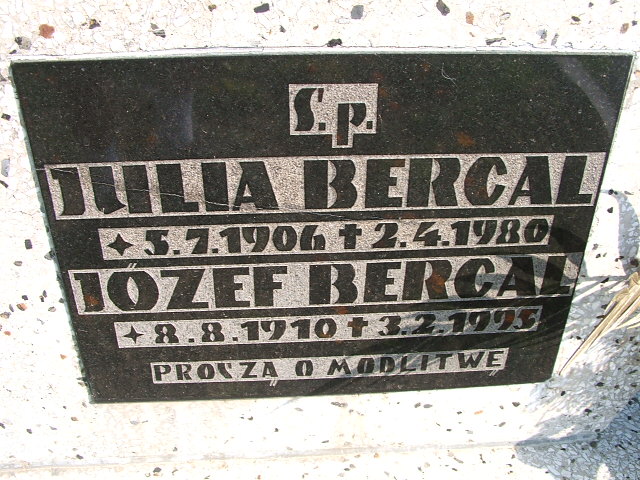 Ś.p.
JULIA BERCAL
✦ 5.7.1906 ✝ 2.4.1980
JÓZEF BERCAL
✦ 8.8.1910 ✝ 3.2.1995
PROSZĄ O MODLITWĘ